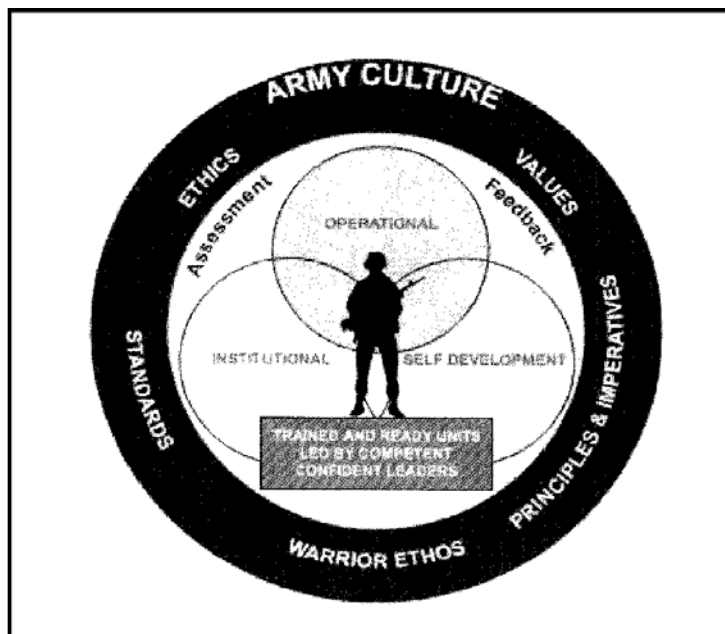 ARMY CULTURE
ETHICS
VALUES
Assessment
Feedback
OPERATIONAL
INSTITUTIONAL
SELF DEVELOPMENT
STANDARDS
PRINCIPLES & IMPERATIVES
TRAINED AND READY UNITS
LED BY COMPETENT
CONFIDENT LEADERS
WARRIOR ETHOS